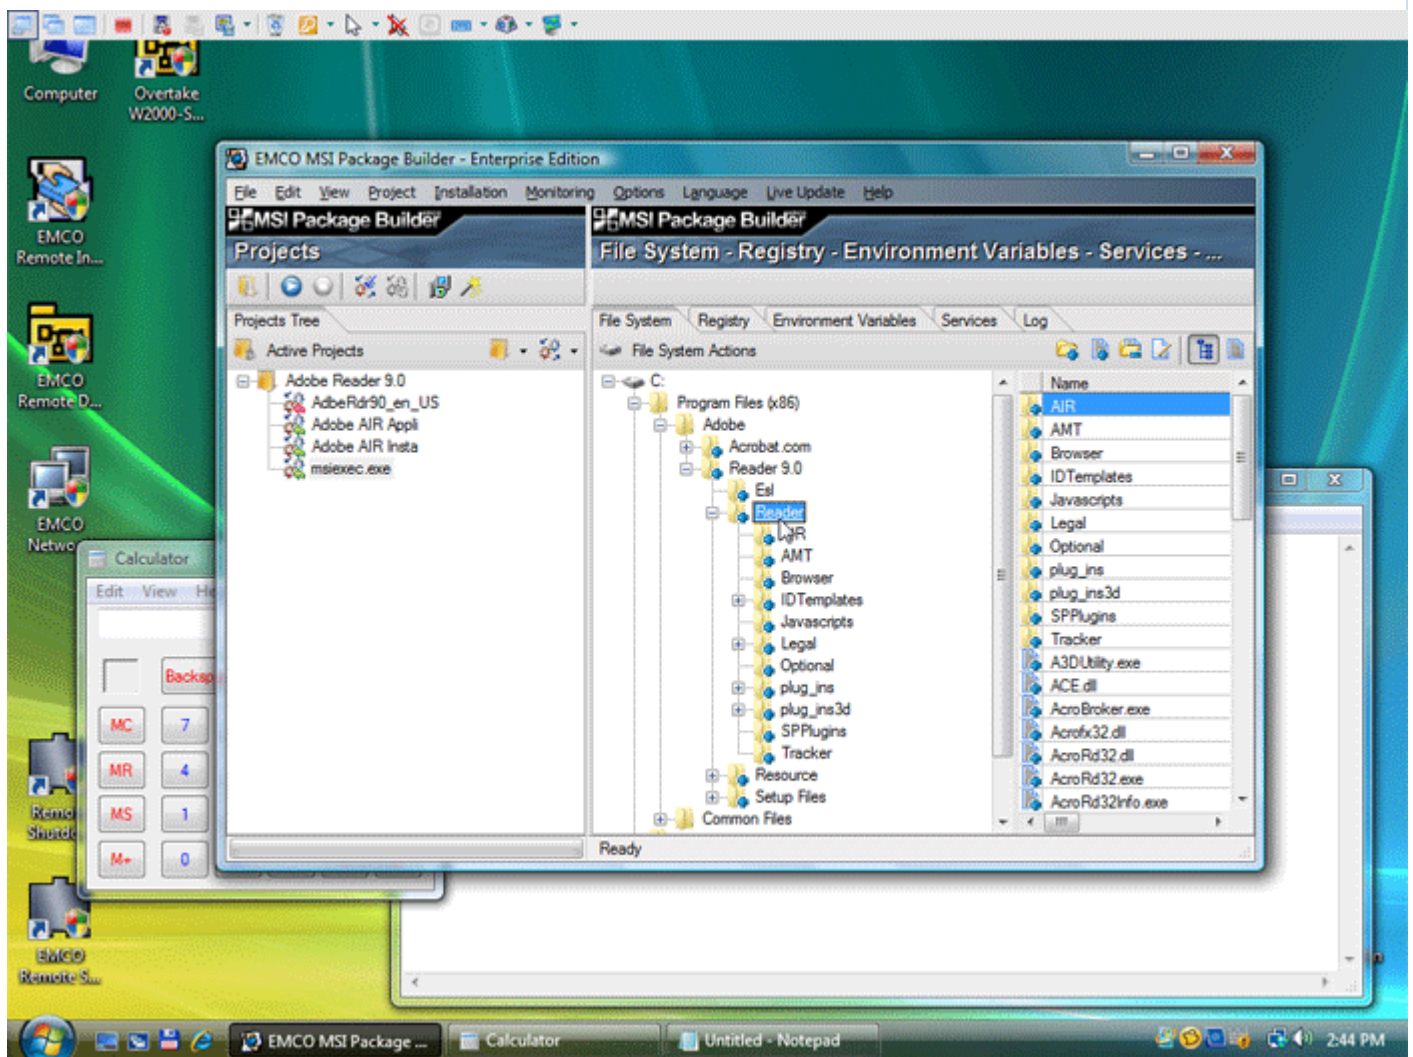 Computer
Overtake
W2000-S...
EMCO
Remote In...
EMCO
Remote D...
EMCO
Netwo
EMCO
Remote S...
EMCO MSI Package Builder - Enterprise Edition
File Edit View Project Installation Monitoring Options Language Live Update Help
MSI Package Builder
Projects
Projects Tree
Active Projects
Adobe Reader 9.0
AdbeRdr90_en_US
Adobe AIR Appli
Adobe AIR Insta
msiexec.exe
MSI Package Builder
File System - Registry - Environment Variables - Services - ...
File System Registry Environment Variables Services Log
File System Actions
C:
Program Files (x86)
Adobe
Acrobat.com
Reader 9.0
Esl
Reader
AIR
AMT
Browser
IDTemplates
Javascripts
Legal
Optional
plug_ins
plug_ins3d
SPPlugins
Tracker
Resource
Setup Files
Common Files
Name
AIR
AMT
Browser
IDTemplates
Javascripts
Legal
Optional
plug_ins
plug_ins3d
SPPlugins
Tracker
A3DUtility.exe
ACE.dll
AcroBroker.exe
Acrofx32.dll
AcroRd32.dll
AcroRd32.exe
AcroRd32Info.exe
Ready
Calculator
Edit View He
Backsp
MC 7
MR 4
MS 1
M+ 0
Remo
Shutdo
EMCO MSI Package ...
Calculator
Untitled - Notepad
2:44 PM